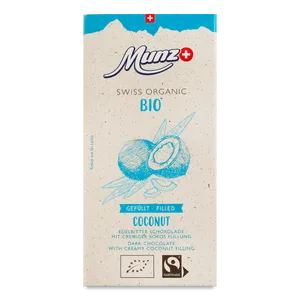 Munz
SWISS ORGANIC
BIO
GEFÜLLT · FILLED
COCONUT
EDELBITTER SCHOKOLADE
MIT CREMIGER KOKOS FÜLLUNG
DARK CHOCOLATE
WITH CREAMY COCONUT FILLING
FAIRTRADE